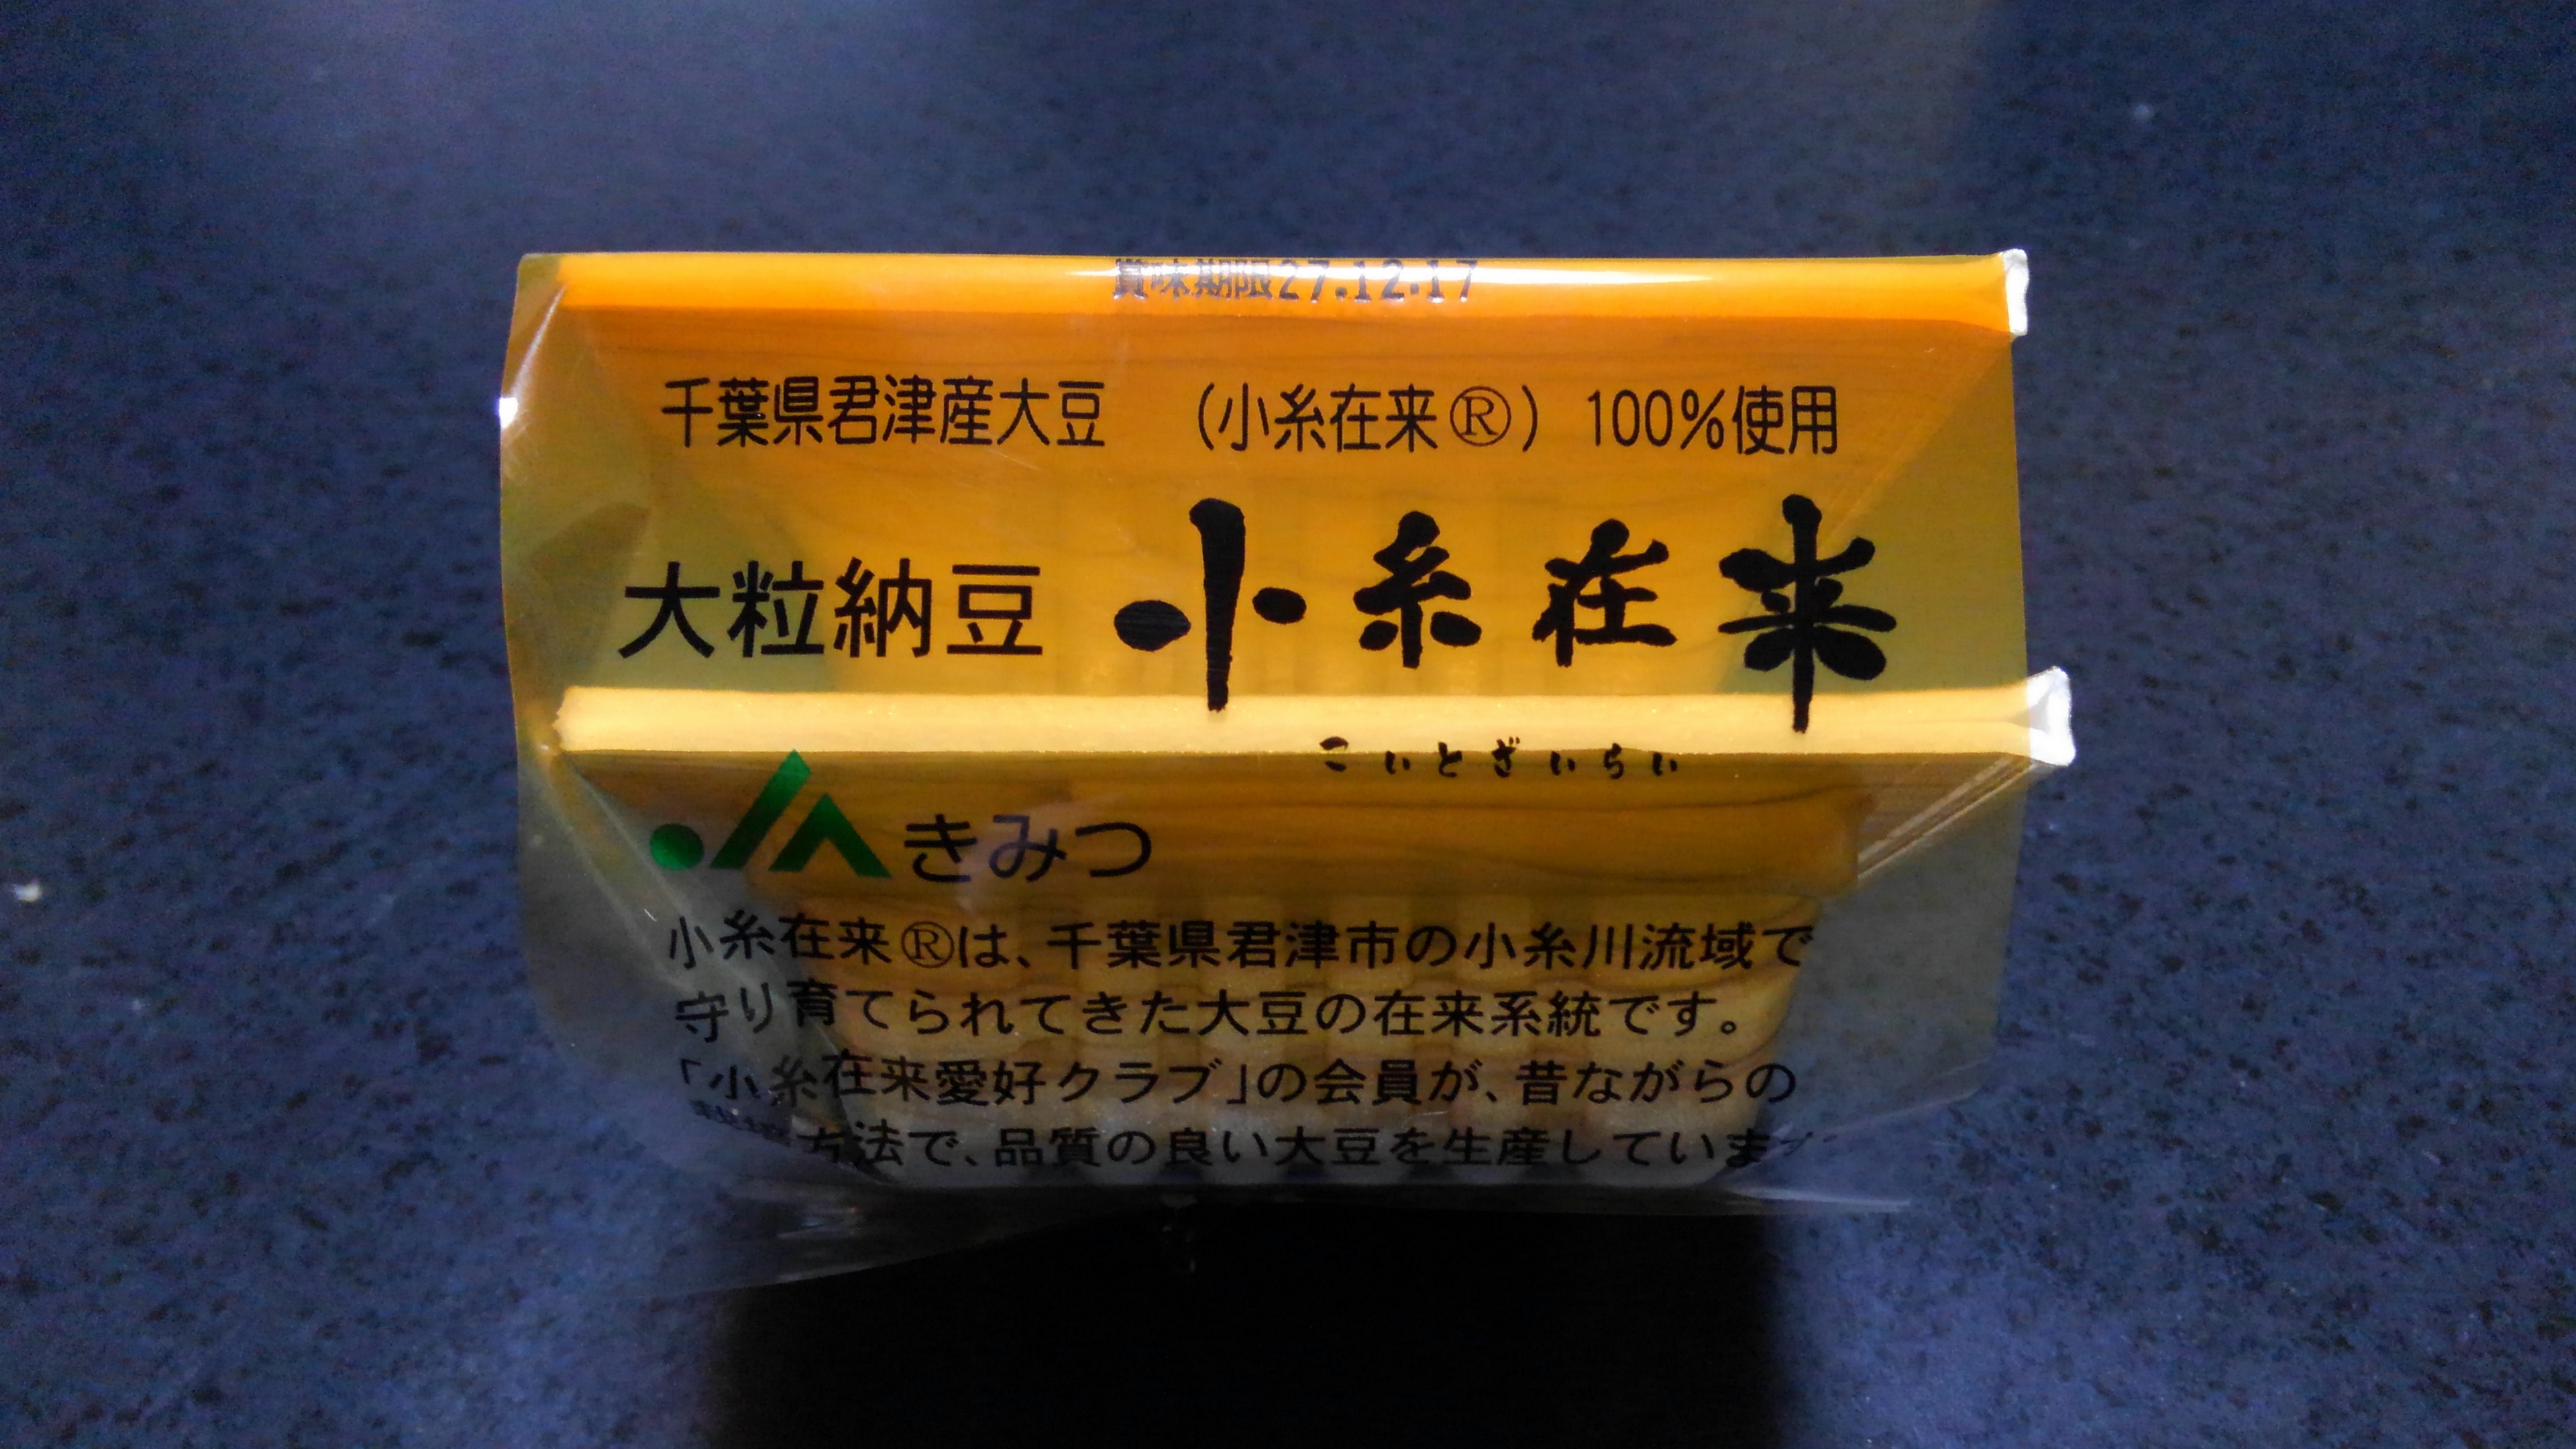 賞味期限27.12.17
千葉県君津産大豆 (小糸在来®) 100%使用
大粒納豆 小糸在来
こいとざいらい
JAきみつ
小糸在来®は、千葉県君津市の小糸川流域で
守り育てられてきた大豆の在来系統です。
「小糸在来愛好クラブ」の会員が、昔ながらの
方法で、品質の良い大豆を生産しています